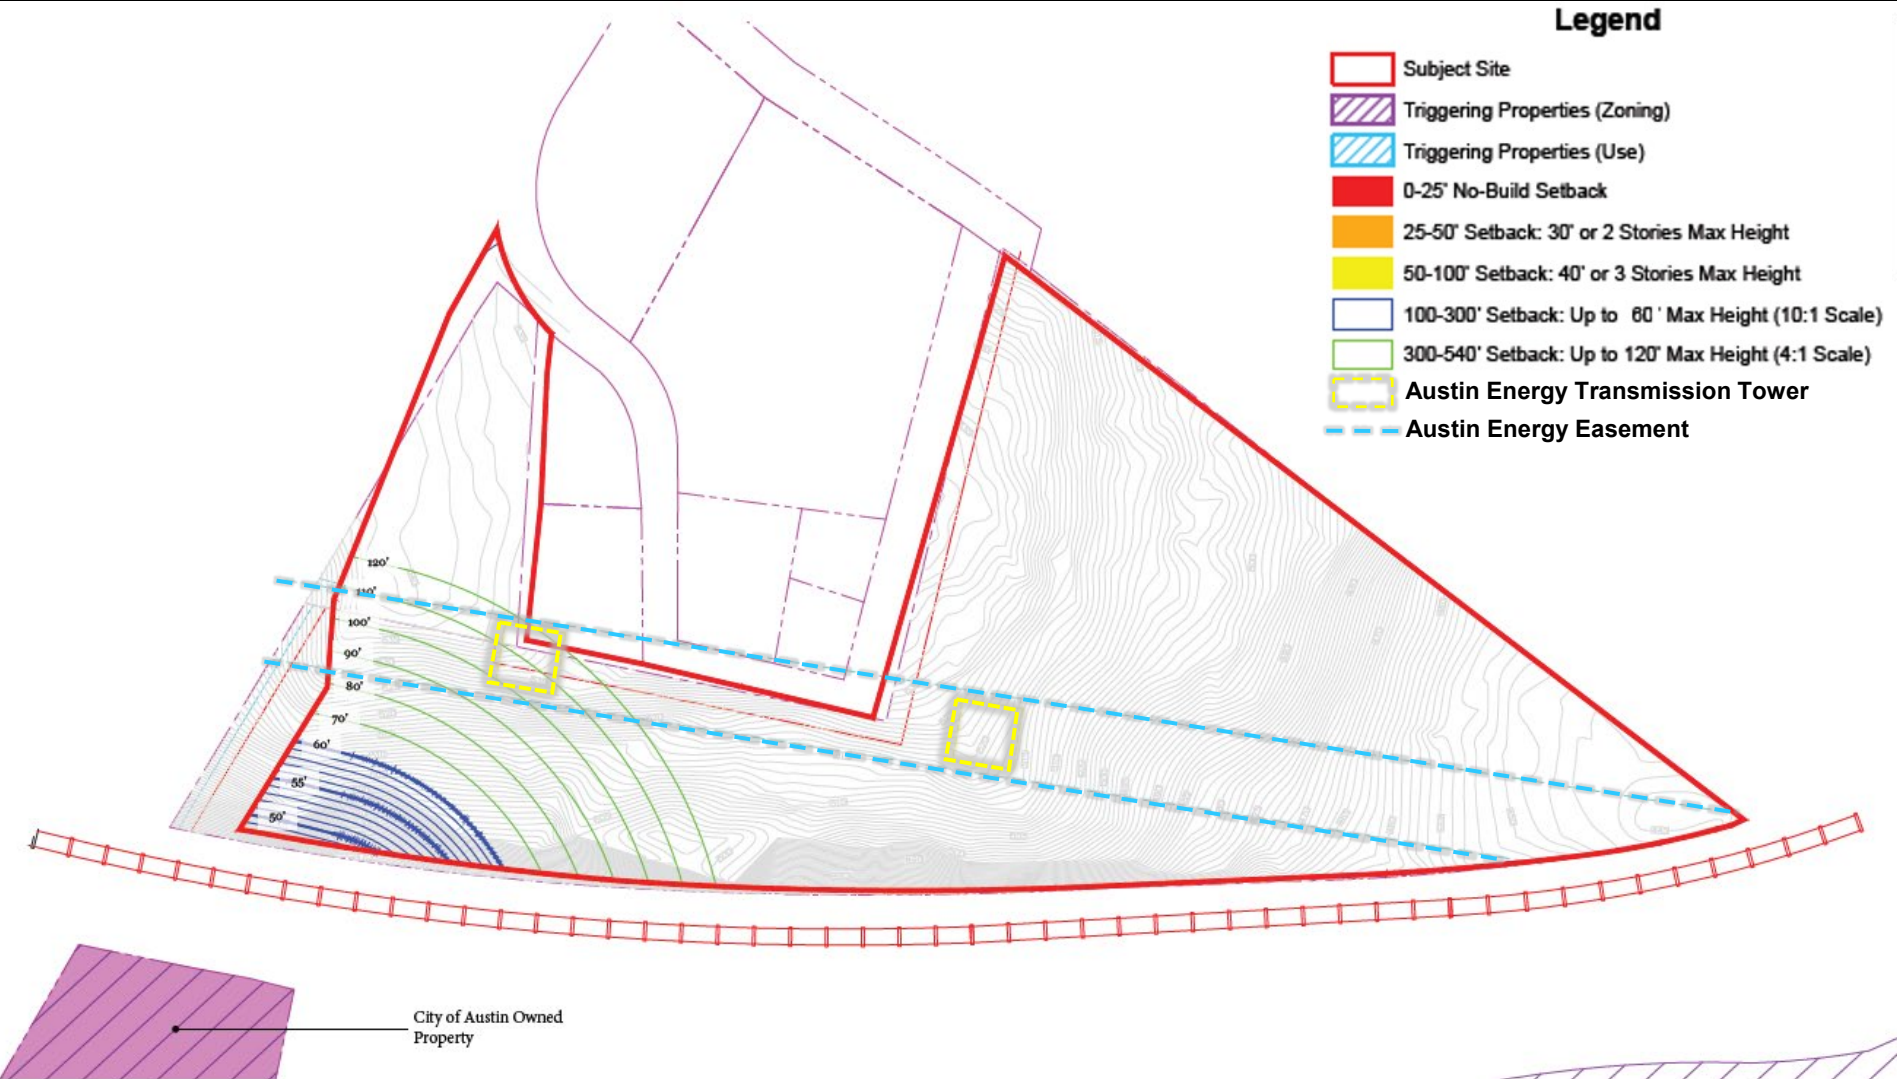 Legend
Subject Site
Triggering Properties (Zoning)
Triggering Properties (Use)
0-25' No-Build Setback
25-50' Setback: 30' or 2 Stories Max Height
50-100' Setback: 40' or 3 Stories Max Height
100-300' Setback: Up to 60 ' Max Height (10:1 Scale)
300-540' Setback: Up to 120' Max Height (4:1 Scale)
Austin Energy Transmission Tower
Austin Energy Easement
120'
110'
100'
90'
80'
70'
60'
55'
50'
City of Austin Owned
Property